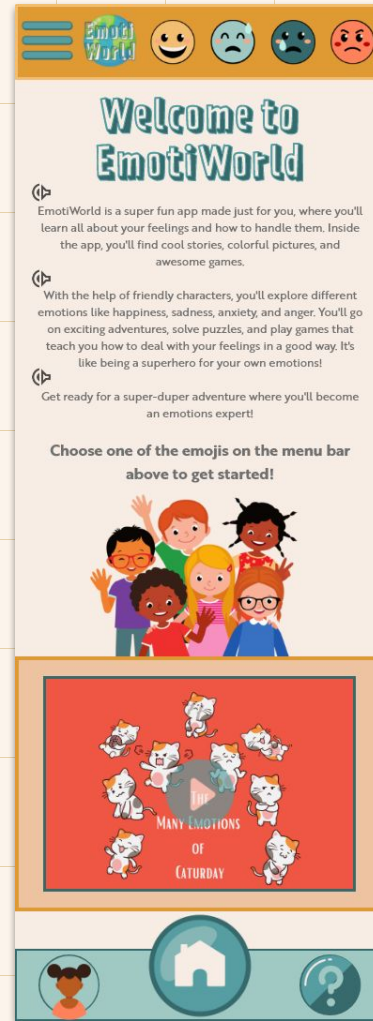 Emoti
World
Welcome to
EmotiWorld
EmotiWorld is a super fun app made just for you, where you'll
learn all about your feelings and how to handle them. Inside
the app, you'll find cool stories, colorful pictures, and
awesome games.
With the help of friendly characters, you'll explore different
emotions like happiness, sadness, anxiety, and anger. You'll go
on exciting adventures, solve puzzles, and play games that
teach you how to deal with your feelings in a good way. It's
like being a superhero for your own emotions!
Get ready for a super-duper adventure where you'll become
an emotions expert!
Choose one of the emojis on the menu bar
above to get started!
The
Many Emotions
of
Caturday
?